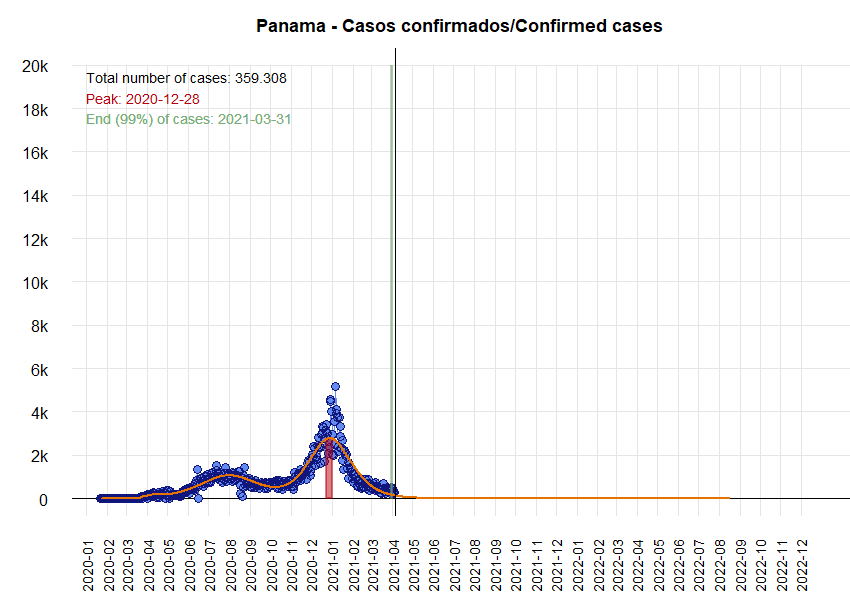 Panama - Casos confirmados/Confirmed cases
Total number of cases: 359.308
Peak: 2020-12-28
End (99%) of cases: 2021-03-31
20k
18k
16k
14k
12k
10k
8k
6k
4k
2k
0
2020-01
2020-02
2020-03
2020-04
2020-05
2020-06
2020-07
2020-08
2020-09
2020-10
2020-11
2020-12
2021-01
2021-02
2021-03
2021-04
2021-05
2021-06
2021-07
2021-08
2021-09
2021-10
2021-11
2021-12
2022-01
2022-02
2022-03
2022-04
2022-05
2022-06
2022-07
2022-08
2022-09
2022-10
2022-11
2022-12